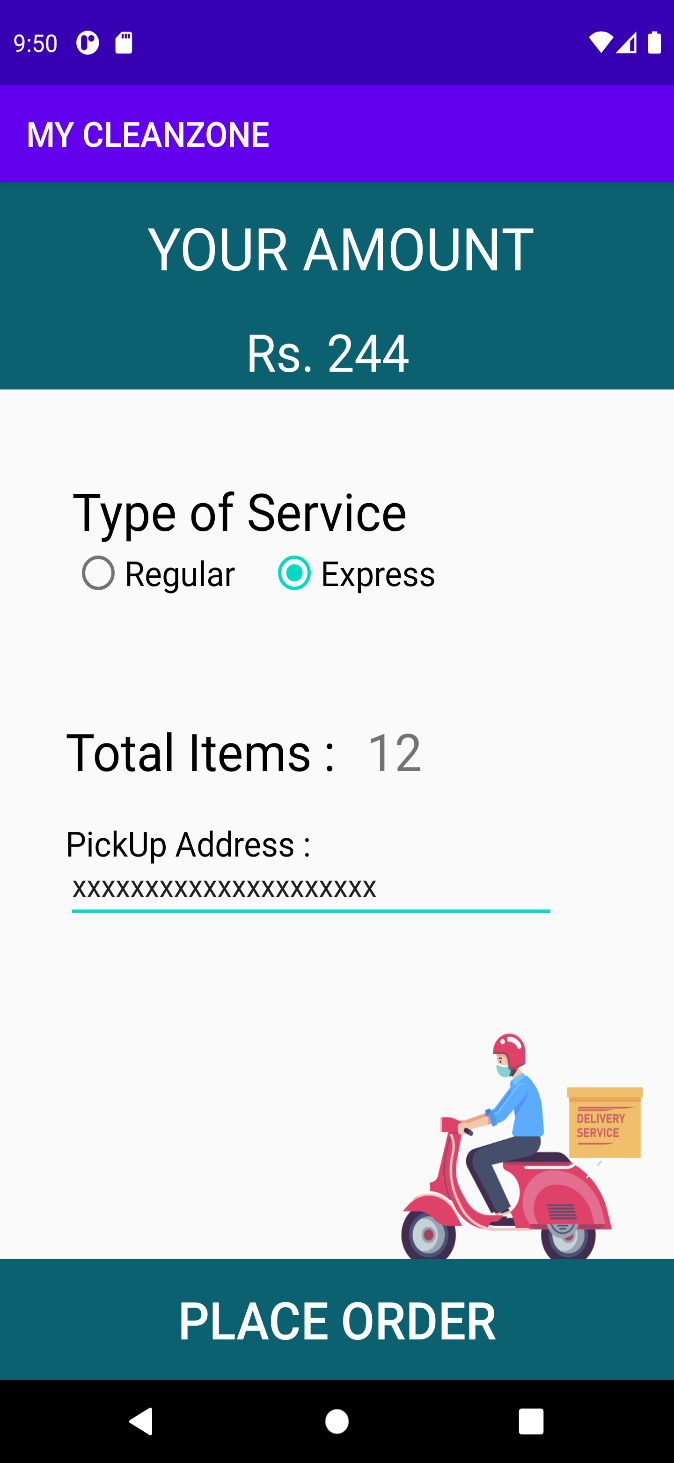 9:50
MY CLEANZONE
YOUR AMOUNT
Rs. 244
Type of Service
Regular Express
Total Items : 12
PickUp Address :
xxxxxxxxxxxxxxxxxxxxx
DELIVERY
SERVICE
PLACE ORDER